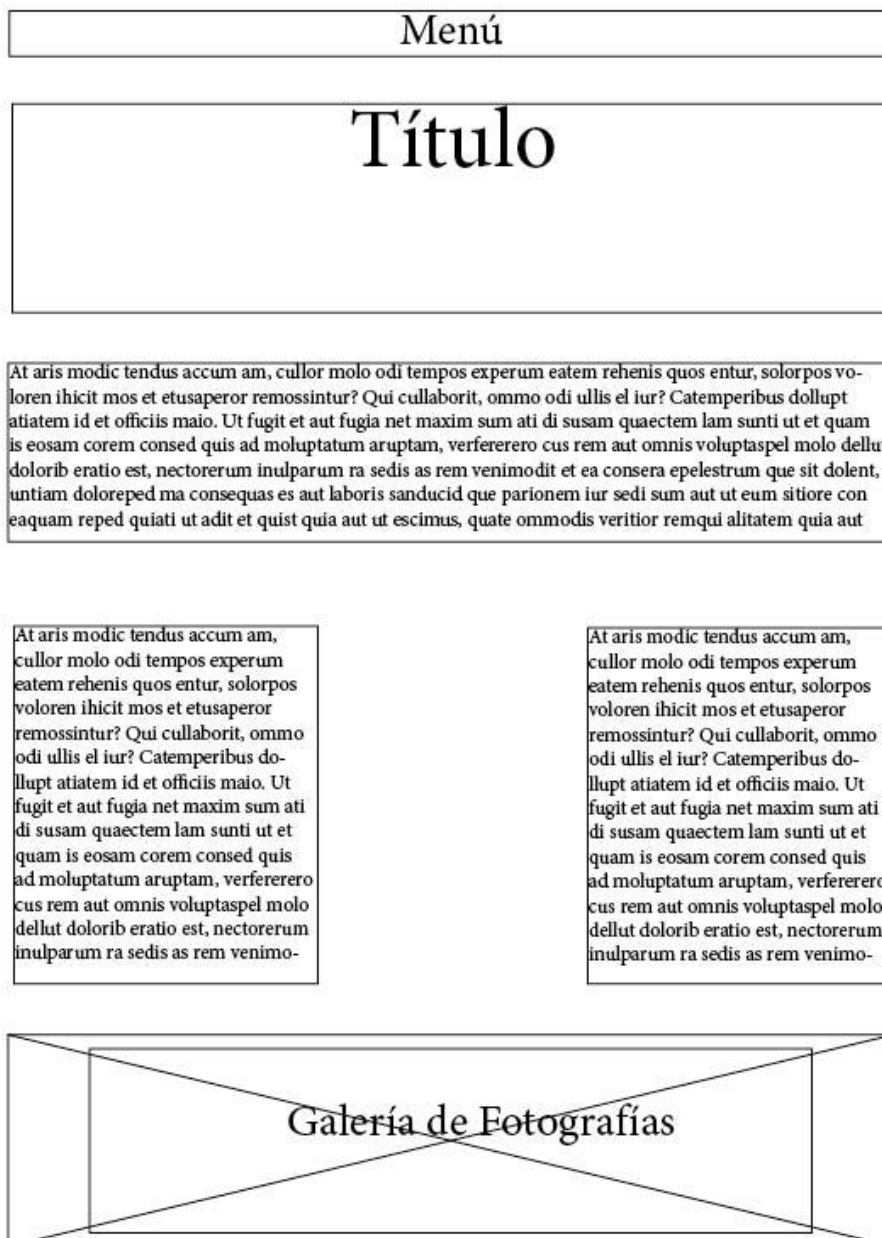 Menú
Título
At aris modic tendus accum am, cullor molo odi tempos experum eatem rehenis quos entur, solorpos vo-
loren ihicit mos et etusaperor remossintur? Qui cullaborit, ommo odi ullis el iur? Catemperibus dollupt
atiatem id et officiis maio. Ut fugit et aut fugia net maxim sum ati di susam quaectem lam sunti ut et quam
is eosam corem consed quis ad moluptatum aruptam, verfererero cus rem aut omnis voluptaspel molo dellut
dolorib eratio est, nectorerum inulparum ra sedis as rem venimodit et ea consera epelestrum que sit dolent,
untiam doloreped ma consequas es aut laboris sanducid que parionem iur sedi sum aut ut eum sitiore con
eaquam reped quiati ut adit et quist quia aut ut escimus, quate ommodis veritior remqui alitatem quia aut
At aris modic tendus accum am,
cullor molo odi tempos experum
eatem rehenis quos entur, solorpos
voloren ihicit mos et etusaperor
remossintur? Qui cullaborit, ommo
odi ullis el iur? Catemperibus do-
llupt atiatem id et officiis maio. Ut
fugit et aut fugia net maxim sum ati
di susam quaectem lam sunti ut et
quam is eosam corem consed quis
ad moluptatum aruptam, verfererero
cus rem aut omnis voluptaspel molo
dellut dolorib eratio est, nectorerum
inulparum ra sedis as rem venimo-
At aris modic tendus accum am,
cullor molo odi tempos experum
eatem rehenis quos entur, solorpos
voloren ihicit mos et etusaperor
remossintur? Qui cullaborit, ommo
odi ullis el iur? Catemperibus do-
llupt atiatem id et officiis maio. Ut
fugit et aut fugia net maxim sum ati
di susam quaectem lam sunti ut et
quam is eosam corem consed quis
ad moluptatum aruptam, verfererero
cus rem aut omnis voluptaspel molo
dellut dolorib eratio est, nectorerum
inulparum ra sedis as rem venimo-
Galería de Fotografías